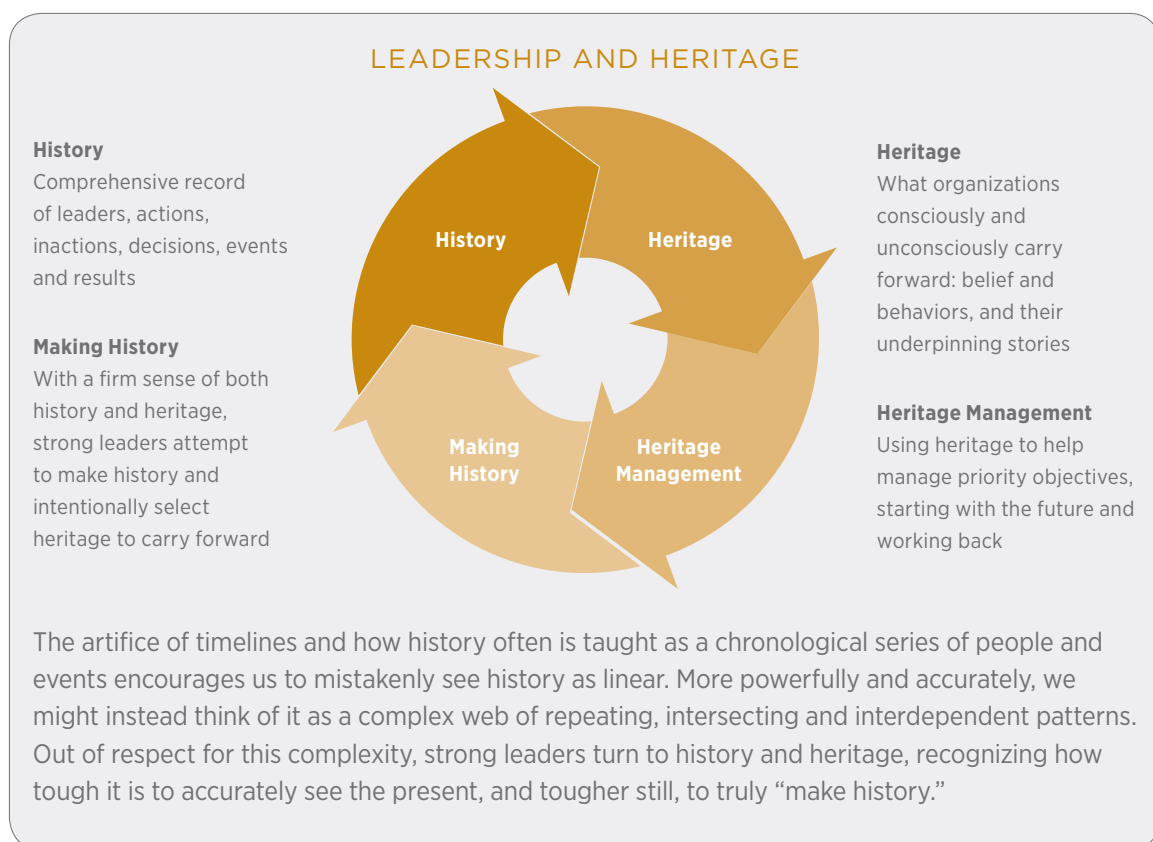 LEADERSHIP AND HERITAGE
History
Comprehensive record
of leaders, actions,
inactions, decisions, events
and results
Making History
With a firm sense of both
history and heritage,
strong leaders attempt
to make history and
intentionally select
heritage to carry forward
History
Heritage
Making
History
Heritage
Management
Heritage
What organizations
consciously and
unconsciously carry
forward: belief and
behaviors, and their
underpinning stories
Heritage Management
Using heritage to help
manage priority objectives,
starting with the future and
working back
The artifice of timelines and how history often is taught as a chronological series of people and
events encourages us to mistakenly see history as linear. More powerfully and accurately, we
might instead think of it as a complex web of repeating, intersecting and interdependent patterns.
Out of respect for this complexity, strong leaders turn to history and heritage, recognizing how
tough it is to accurately see the present, and tougher still, to truly “make history.”